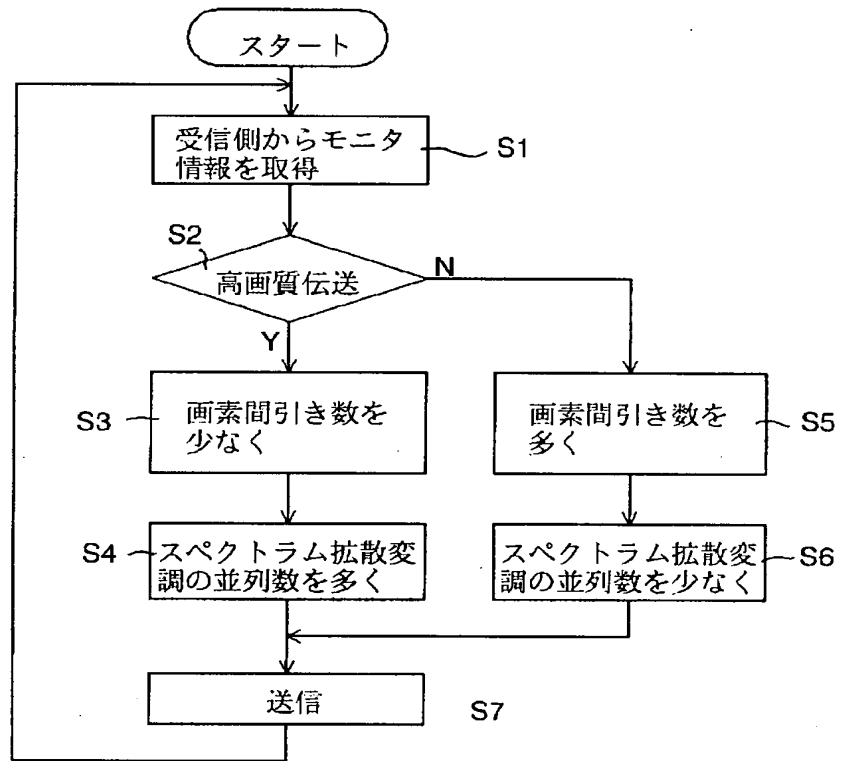 スタート
受信側からモニタ
情報を取得
S1
S2
高画質伝送
N
Y
S3
画素間引き数を
少なく
画素間引き数を
多く
S5
S4
スペクトラム拡散変
調の並列数を多く
スペクトラム拡散変
調の並列数を少なく
S6
送信
S7